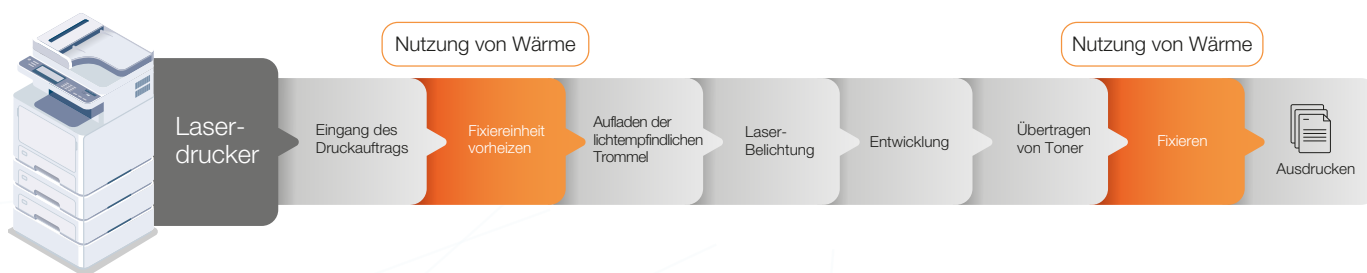 Nutzung von Wärme
Nutzung von Wärme
Laser-
drucker
Eingang des
Druckauftrags
Fixiereinheit
vorheizen
Aufladen der
lichtempfindlichen
Trommel
Laser-
Belichtung
Entwicklung
Übertragen
von Toner
Fixieren
Ausdrucken